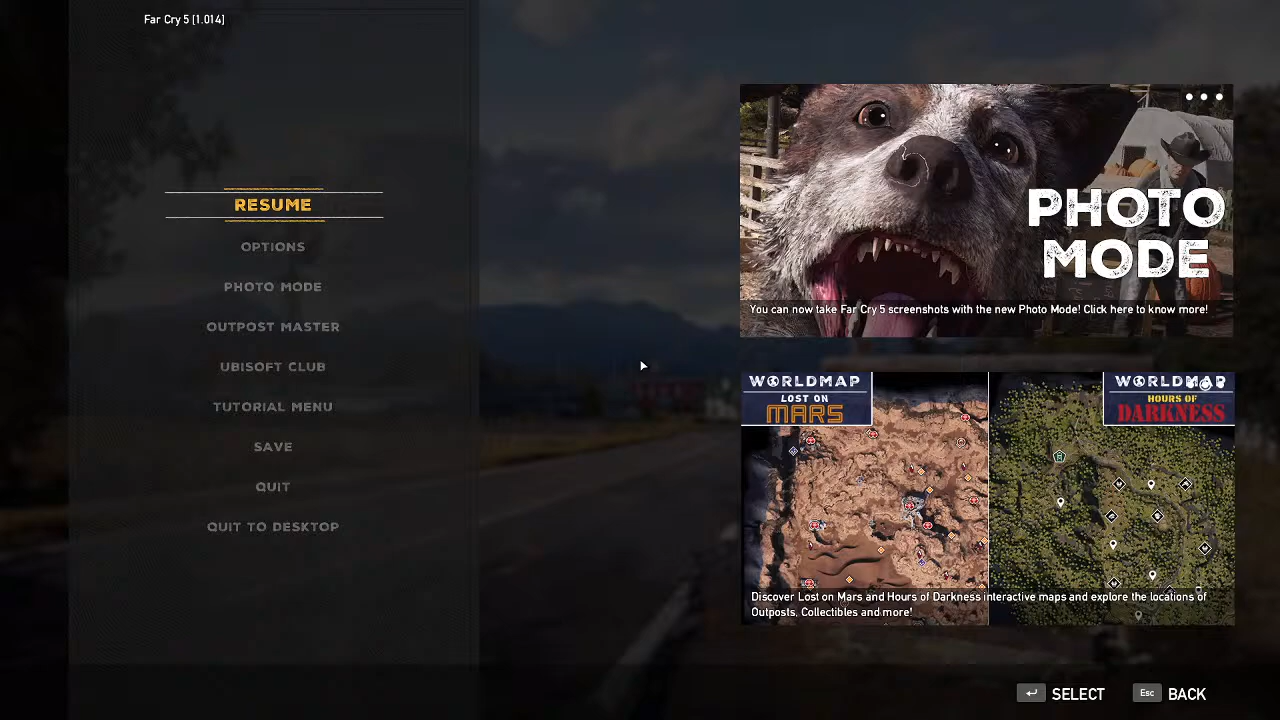 Far Cry 5 [1.014]
RESUME
OPTIONS
PHOTO MODE
OUTPOST MASTER
UBISOFT CLUB
TUTORIAL MENU
SAVE
QUIT
QUIT TO DESKTOP
PHOTO
MODE
You can now take Far Cry 5 screenshots with the new Photo Mode! Click here to know more!
WORLDMAP
LOST ON
MARS
WORLDMAP
HOURS OF
DARKNESS
Discover Lost on Mars and Hours of Darkness interactive maps and explore the locations of
Outposts, Collectibles and more!
SELECT
Esc BACK